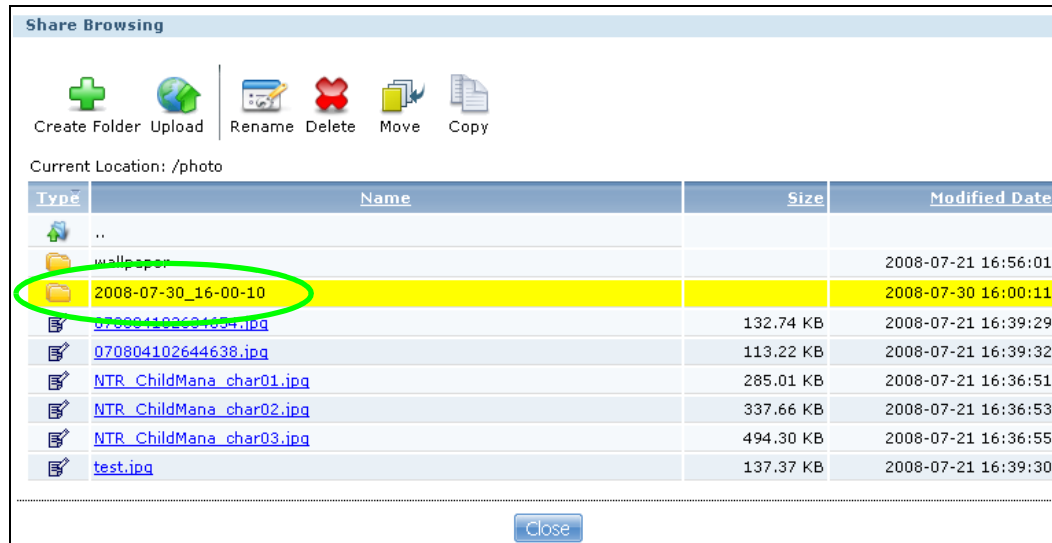 Share Browsing
Create Folder Upload Rename Delete Move Copy
Current Location: /photo
Type Name Size Modified Date
..
wallpaper 2008-07-21 16:56:01
2008-07-30_16-00-10 2008-07-30 16:00:11
070804102634654.jpg 132.74 KB 2008-07-21 16:39:29
070804102644638.jpg 113.22 KB 2008-07-21 16:39:32
NTR_ChildMana_char01.jpg 285.01 KB 2008-07-21 16:36:51
NTR_ChildMana_char02.jpg 337.66 KB 2008-07-21 16:36:53
NTR_ChildMana_char03.jpg 494.30 KB 2008-07-21 16:36:55
test.jpg 137.37 KB 2008-07-21 16:39:30
Close